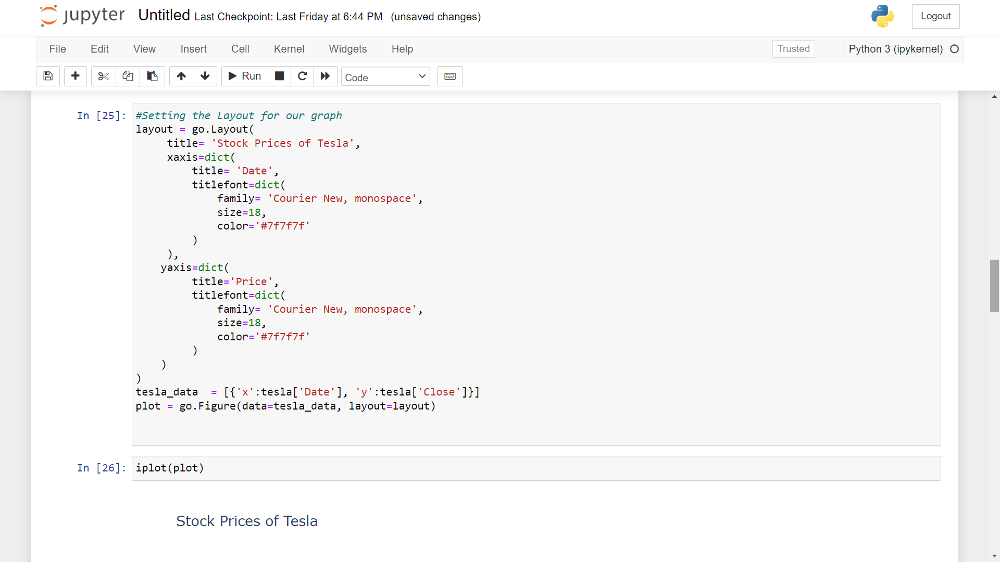 jupyter Untitled Last Checkpoint: Last Friday at 6:44 PM (unsaved changes) Logout
File Edit View Insert Cell Kernel Widgets Help Trusted Python 3 (ipykernel)
Run Code
In [25]: #Setting the Layout for our graph
layout = go.Layout(
     title= 'Stock Prices of Tesla',
     xaxis=dict(
         title= 'Date',
         titlefont=dict(
             family= 'Courier New, monospace',
             size=18,
             color='#7f7f7f'
         )
     ),
    yaxis=dict(
         title='Price',
         titlefont=dict(
             family= 'Courier New, monospace',
             size=18,
             color='#7f7f7f'
         )
    )
)
tesla_data  = [{'x':tesla['Date'], 'y':tesla['Close']}]
plot = go.Figure(data=tesla_data, layout=layout)
In [26]: iplot(plot)
Stock Prices of Tesla